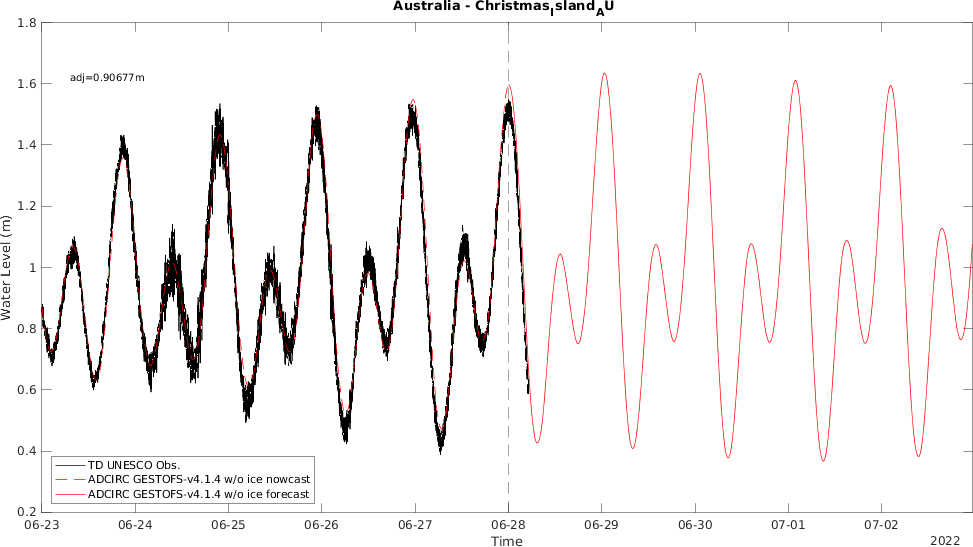 Australia - Christmas_Island_AU
1.8
1.6
1.4
1.2
1
0.8
0.6
0.4
0.2
Water Level (m)
adj=0.90677m
TD UNESCO Obs.
ADCIRC GESTOFS-v4.1.4 w/o ice nowcast
ADCIRC GESTOFS-v4.1.4 w/o ice forecast
06-23 06-24 06-25 06-26 06-27 06-28 06-29 06-30 07-01 07-02
Time
2022